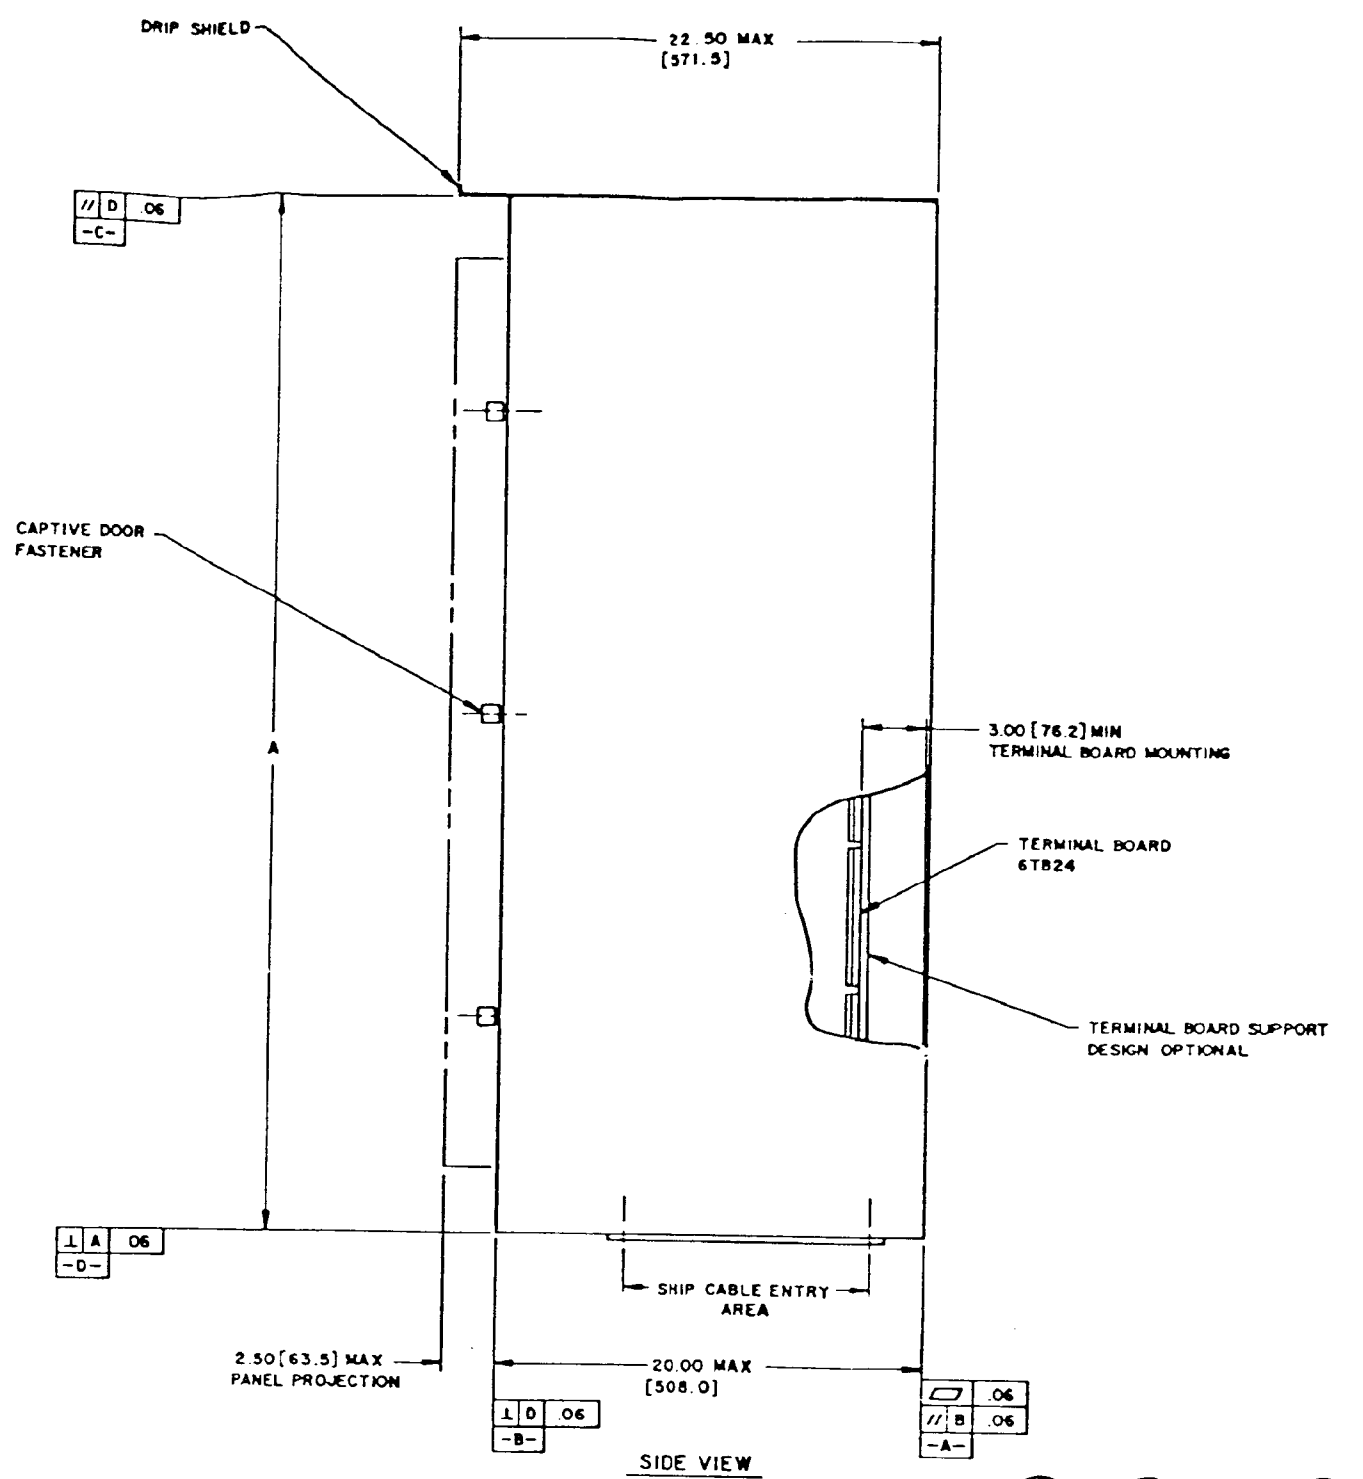 DRIP SHIELD
22.50 MAX
[571.5]
// D .06
-C-
CAPTIVE DOOR
FASTENER
A
3.00 [76.2] MIN
TERMINAL BOARD MOUNTING
TERMINAL BOARD
6TB24
TERMINAL BOARD SUPPORT
DESIGN OPTIONAL
⊥ A 06
-D-
SHIP CABLE ENTRY
AREA
2.50 [63.5] MAX
PANEL PROJECTION
20.00 MAX
[508.0]
⊥ D .06
-B-
⏥ .06
// B .06
-A-
SIDE VIEW